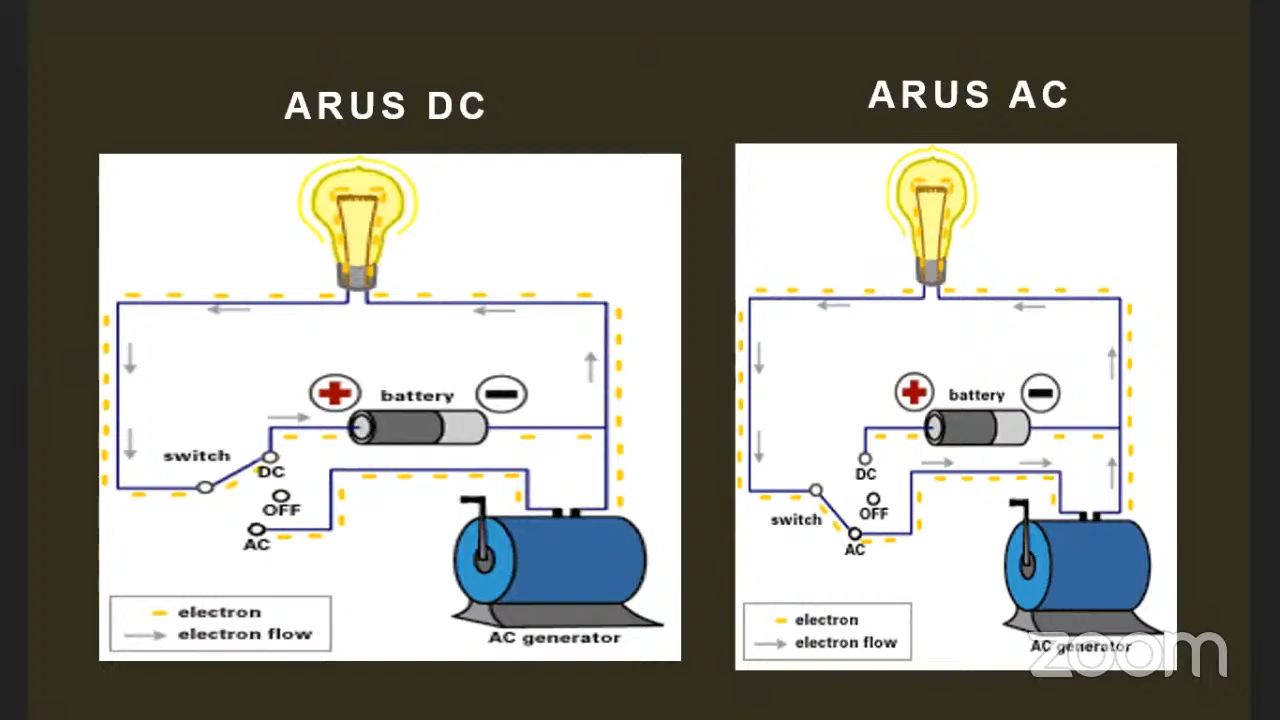 ARUS DC
battery
switch
DC
OFF
AC
AC generator
electron
electron flow
ARUS AC
battery
DC
switch
OFF
AC
AC generator
electron
electron flow
zoom